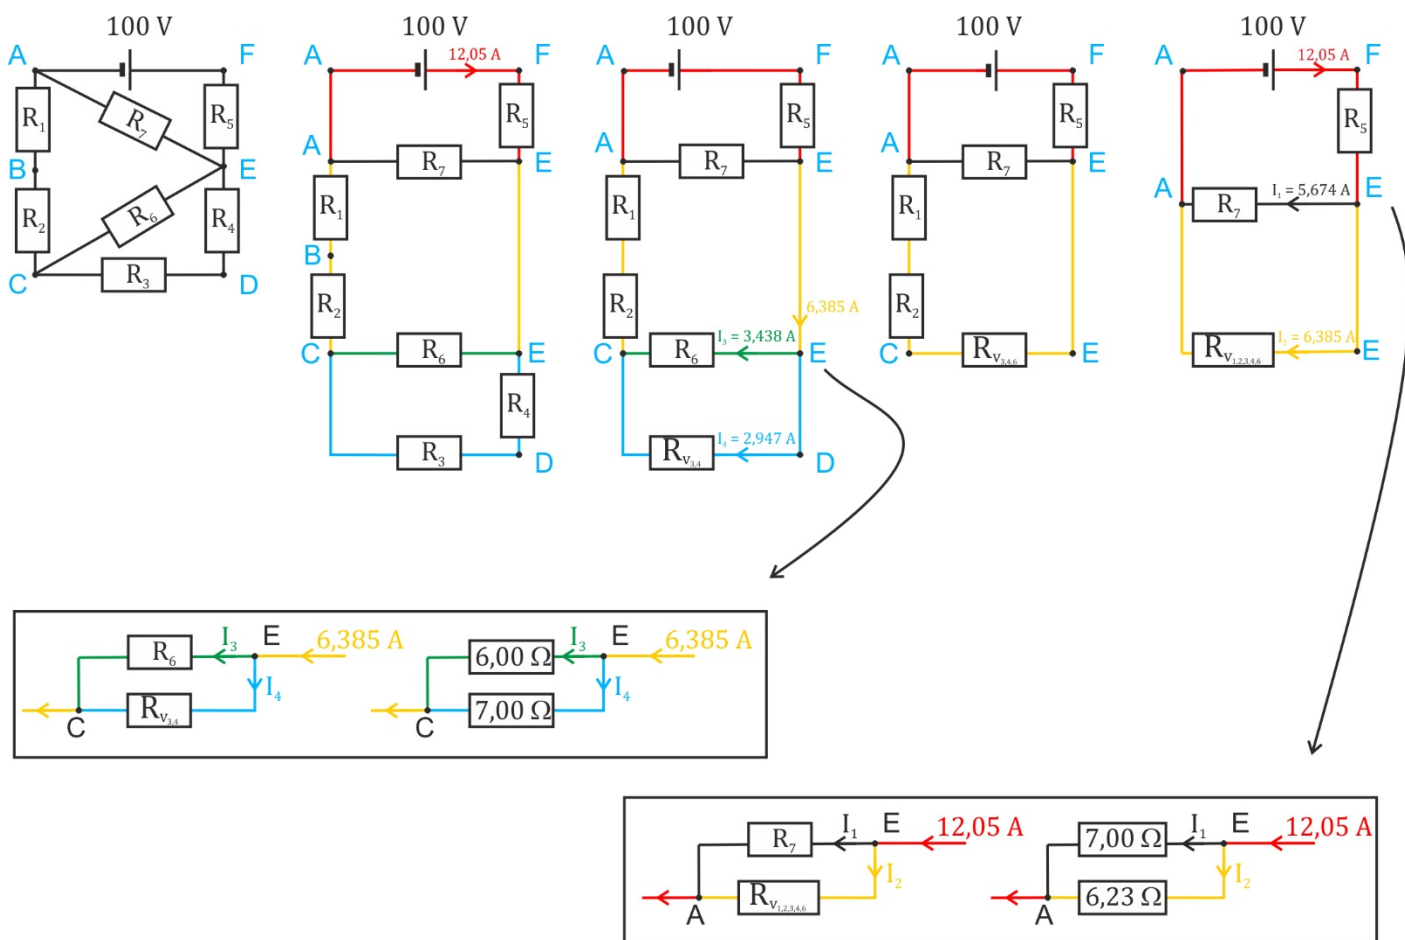 100 V
A
F
R₁
R₇
R₅
B
E
R₂
R₆
R₄
C
R₃
D
100 V
A
12,05 A
F
R₅
A
R₇
E
R₁
B
R₂
C
R₆
E
R₄
R₃
D
100 V
A
F
R₅
A
R₇
E
R₁
R₂
6,385 A
C
R₆
I₃ = 3,438 A
E
Rᵥ₃,₄
I₄ = 2,947 A
D
100 V
A
F
R₅
A
R₇
E
R₁
R₂
C
Rᵥ₃,₄,₆
E
100 V
A
12,05 A
F
R₅
A
R₇
I₁ = 5,674 A
E
Rᵥ₁,₂,₃,₄,₆
I₂ = 6,385 A
E
R₆
I₃
E
6,385 A
Rᵥ₃,₄
I₄
C
6,00 Ω
I₃
E
6,385 A
7,00 Ω
I₄
C
R₇
I₁
E
12,05 A
Rᵥ₁,₂,₃,₄,₆
I₂
A
7,00 Ω
I₁
E
12,05 A
6,23 Ω
I₂
A